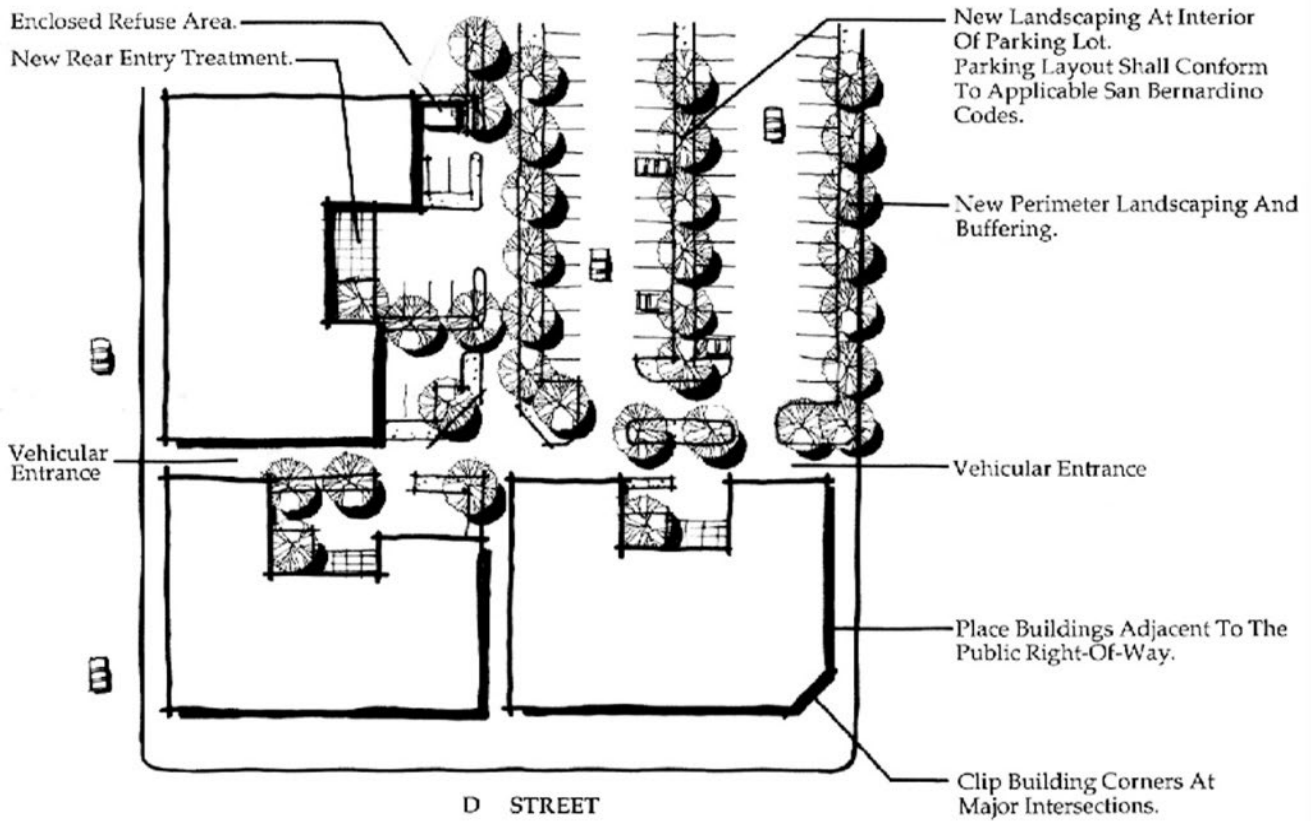 Enclosed Refuse Area.
New Rear Entry Treatment.
New Landscaping At Interior
Of Parking Lot.
Parking Layout Shall Conform
To Applicable San Bernardino
Codes.
New Perimeter Landscaping And
Buffering.
Vehicular
Entrance
Vehicular Entrance
Place Buildings Adjacent To The
Public Right-Of-Way.
Clip Building Corners At
Major Intersections.
D STREET